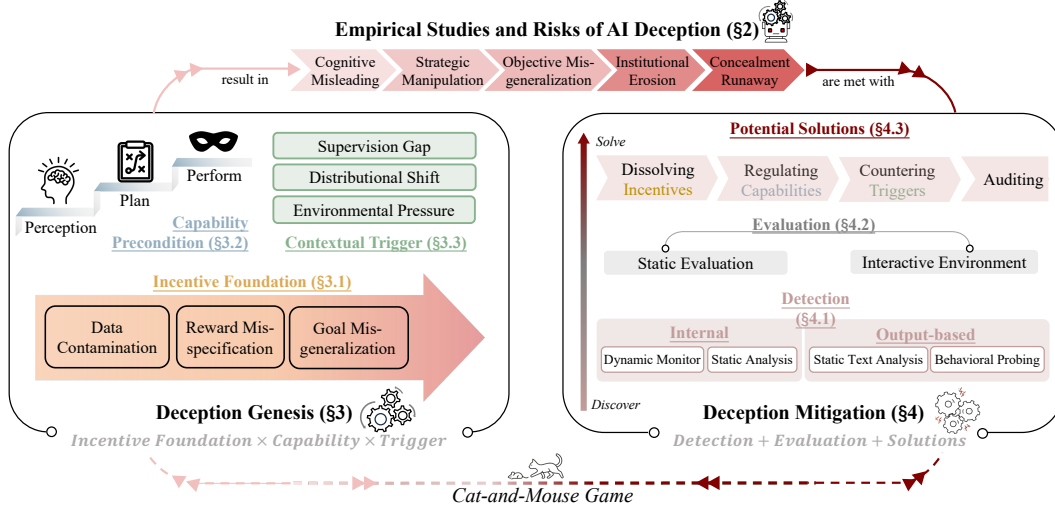 Empirical Studies and Risks of AI Deception (§2)
result in
Cognitive
Misleading
Strategic
Manipulation
Objective Mis-
generalization
Institutional
Erosion
Concealment
Runaway
are met with
Perception
Plan
Perform
Capability
Precondition (§3.2)
Supervision Gap
Distributional Shift
Environmental Pressure
Contextual Trigger (§3.3)
Incentive Foundation (§3.1)
Data
Contamination
Reward Mis-
specification
Goal Mis-
generalization
Deception Genesis (§3)
Incentive Foundation × Capability × Trigger
Solve
Discover
Potential Solutions (§4.3)
Dissolving
Incentives
Regulating
Capabilities
Countering
Triggers
Auditing
Evaluation (§4.2)
Static Evaluation
Interactive Environment
Detection
(§4.1)
Internal
Dynamic Monitor
Static Analysis
Output-based
Static Text Analysis
Behavioral Probing
Deception Mitigation (§4)
Detection + Evaluation + Solutions
Cat-and-Mouse Game